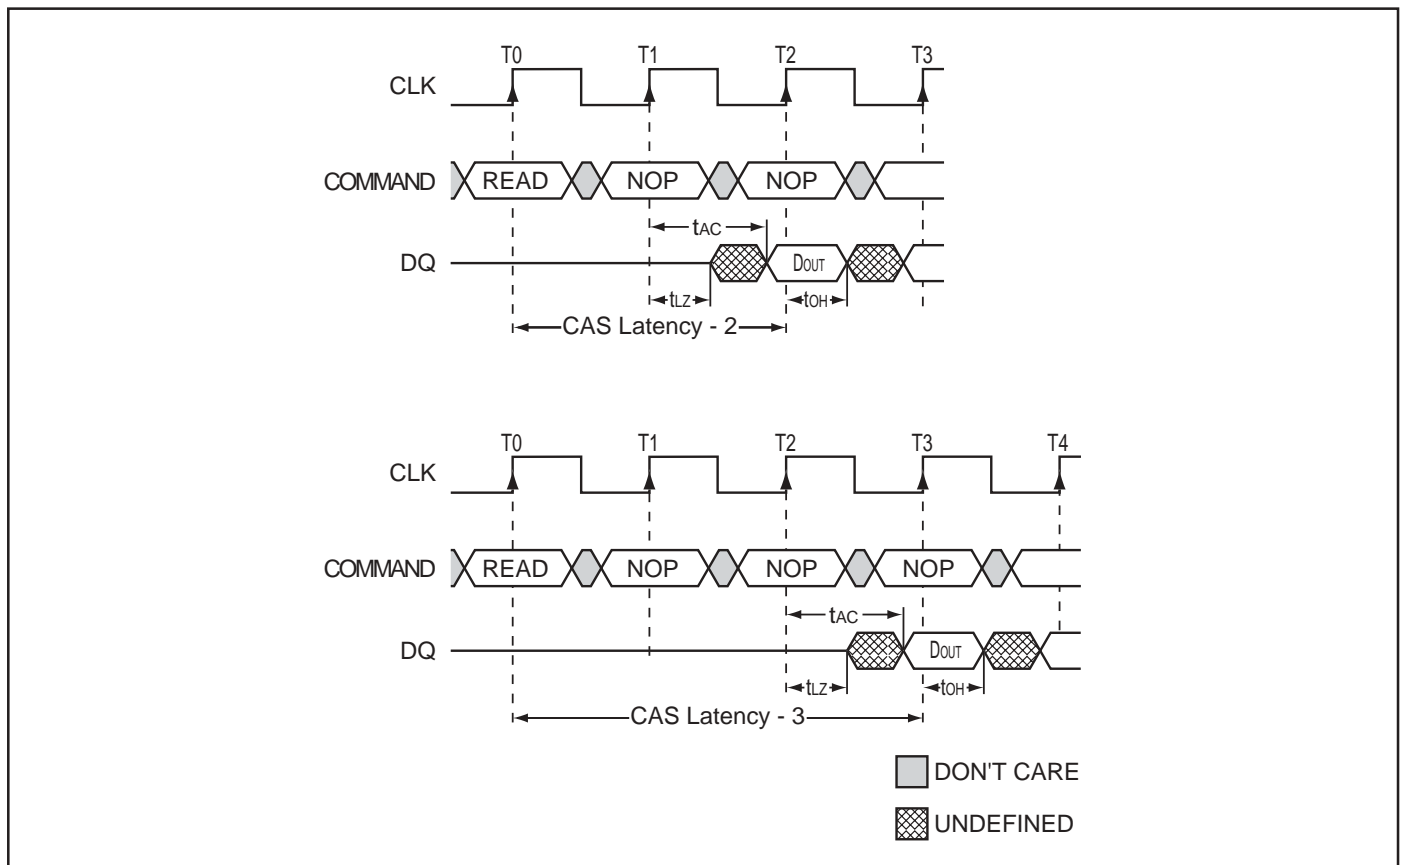 T0 T1 T2 T3
CLK
COMMAND READ NOP NOP
tAC
DQ DOUT
tLZ tOH
CAS Latency - 2
T0 T1 T2 T3 T4
CLK
COMMAND READ NOP NOP NOP
tAC
DQ DOUT
tLZ tOH
CAS Latency - 3
DON'T CARE
UNDEFINED